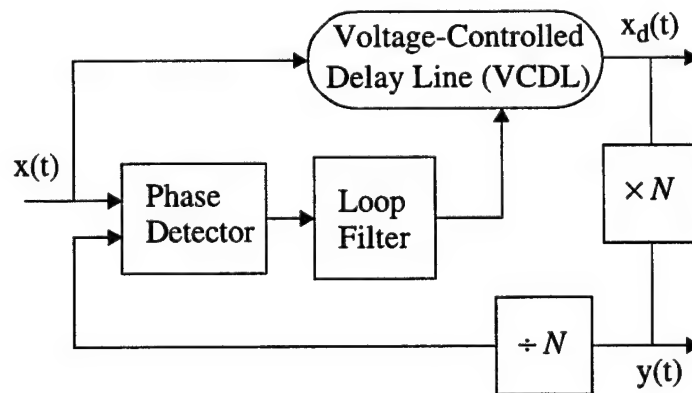 Voltage-Controlled
Delay Line (VCDL)
x_d(t)
x(t)
Phase
Detector
Loop
Filter
× N
÷ N
y(t)